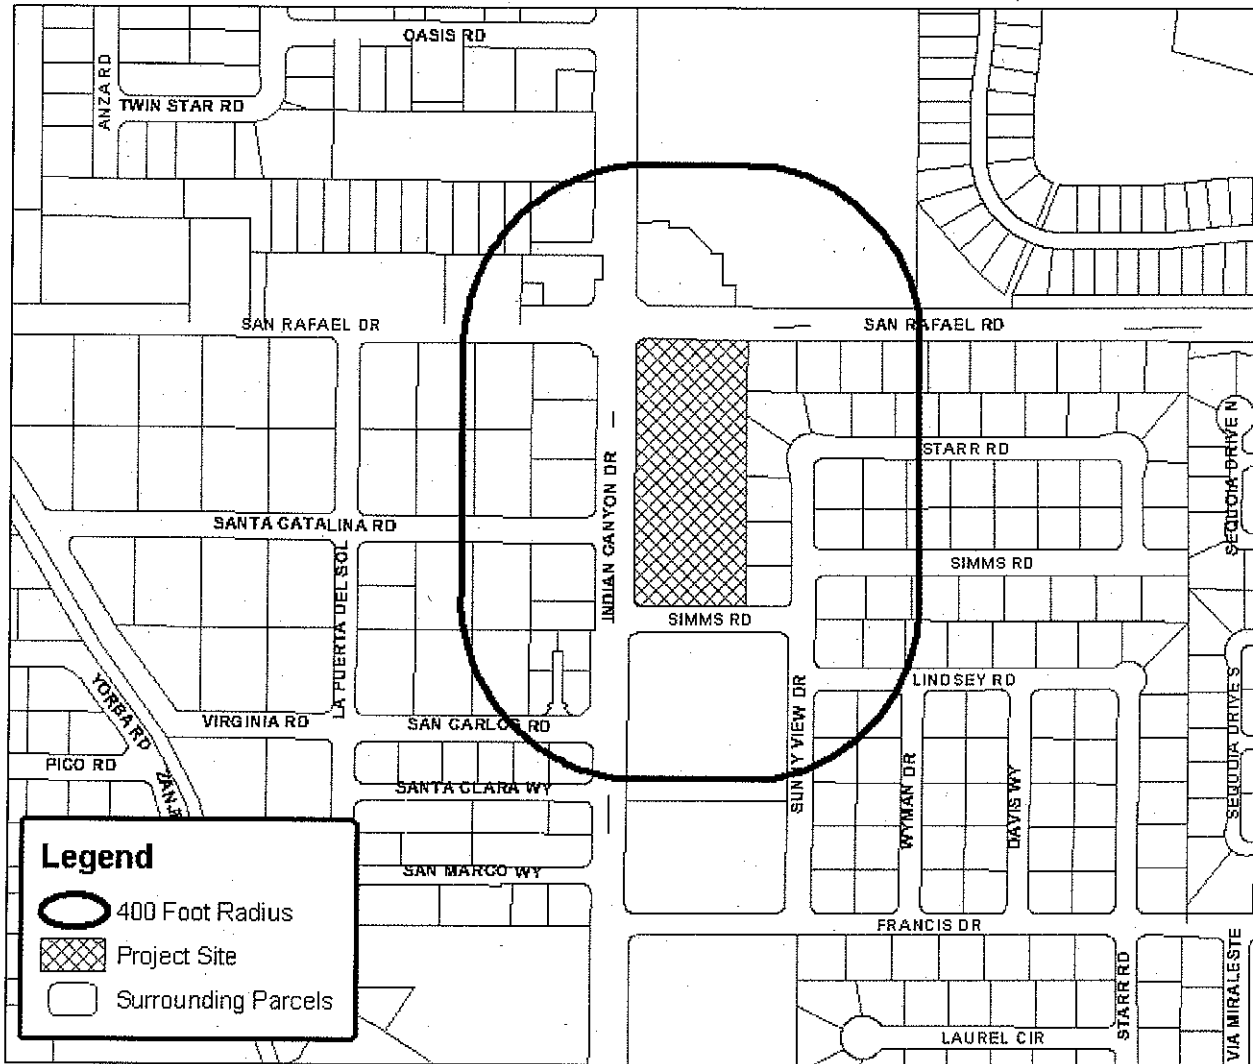 OASIS RD
ANZA RD
TWIN STAR RD
SAN RAFAEL DR
SAN RAFAEL RD
STARR RD
SEQUOIA DRIVE N
INDIAN CANYON DR
SANTA CATALINA RD
LA PUERTA DEL SOL
SIMMS RD
SIMMS RD
LINDSEY RD
YORBA RD
VIRGINIA RD
SAN CARLOS RD
SUNNY VIEW DR
SEQUOIA DRIVE S
PICO RD
SANTA CLARA WY
WYMAN DR
DAVIS WY
SAN MARCO WY
FRANCIS DR
STARR RD
VIA MIRALESTE
LAUREL CIR
Legend
400 Foot Radius
Project Site
Surrounding Parcels